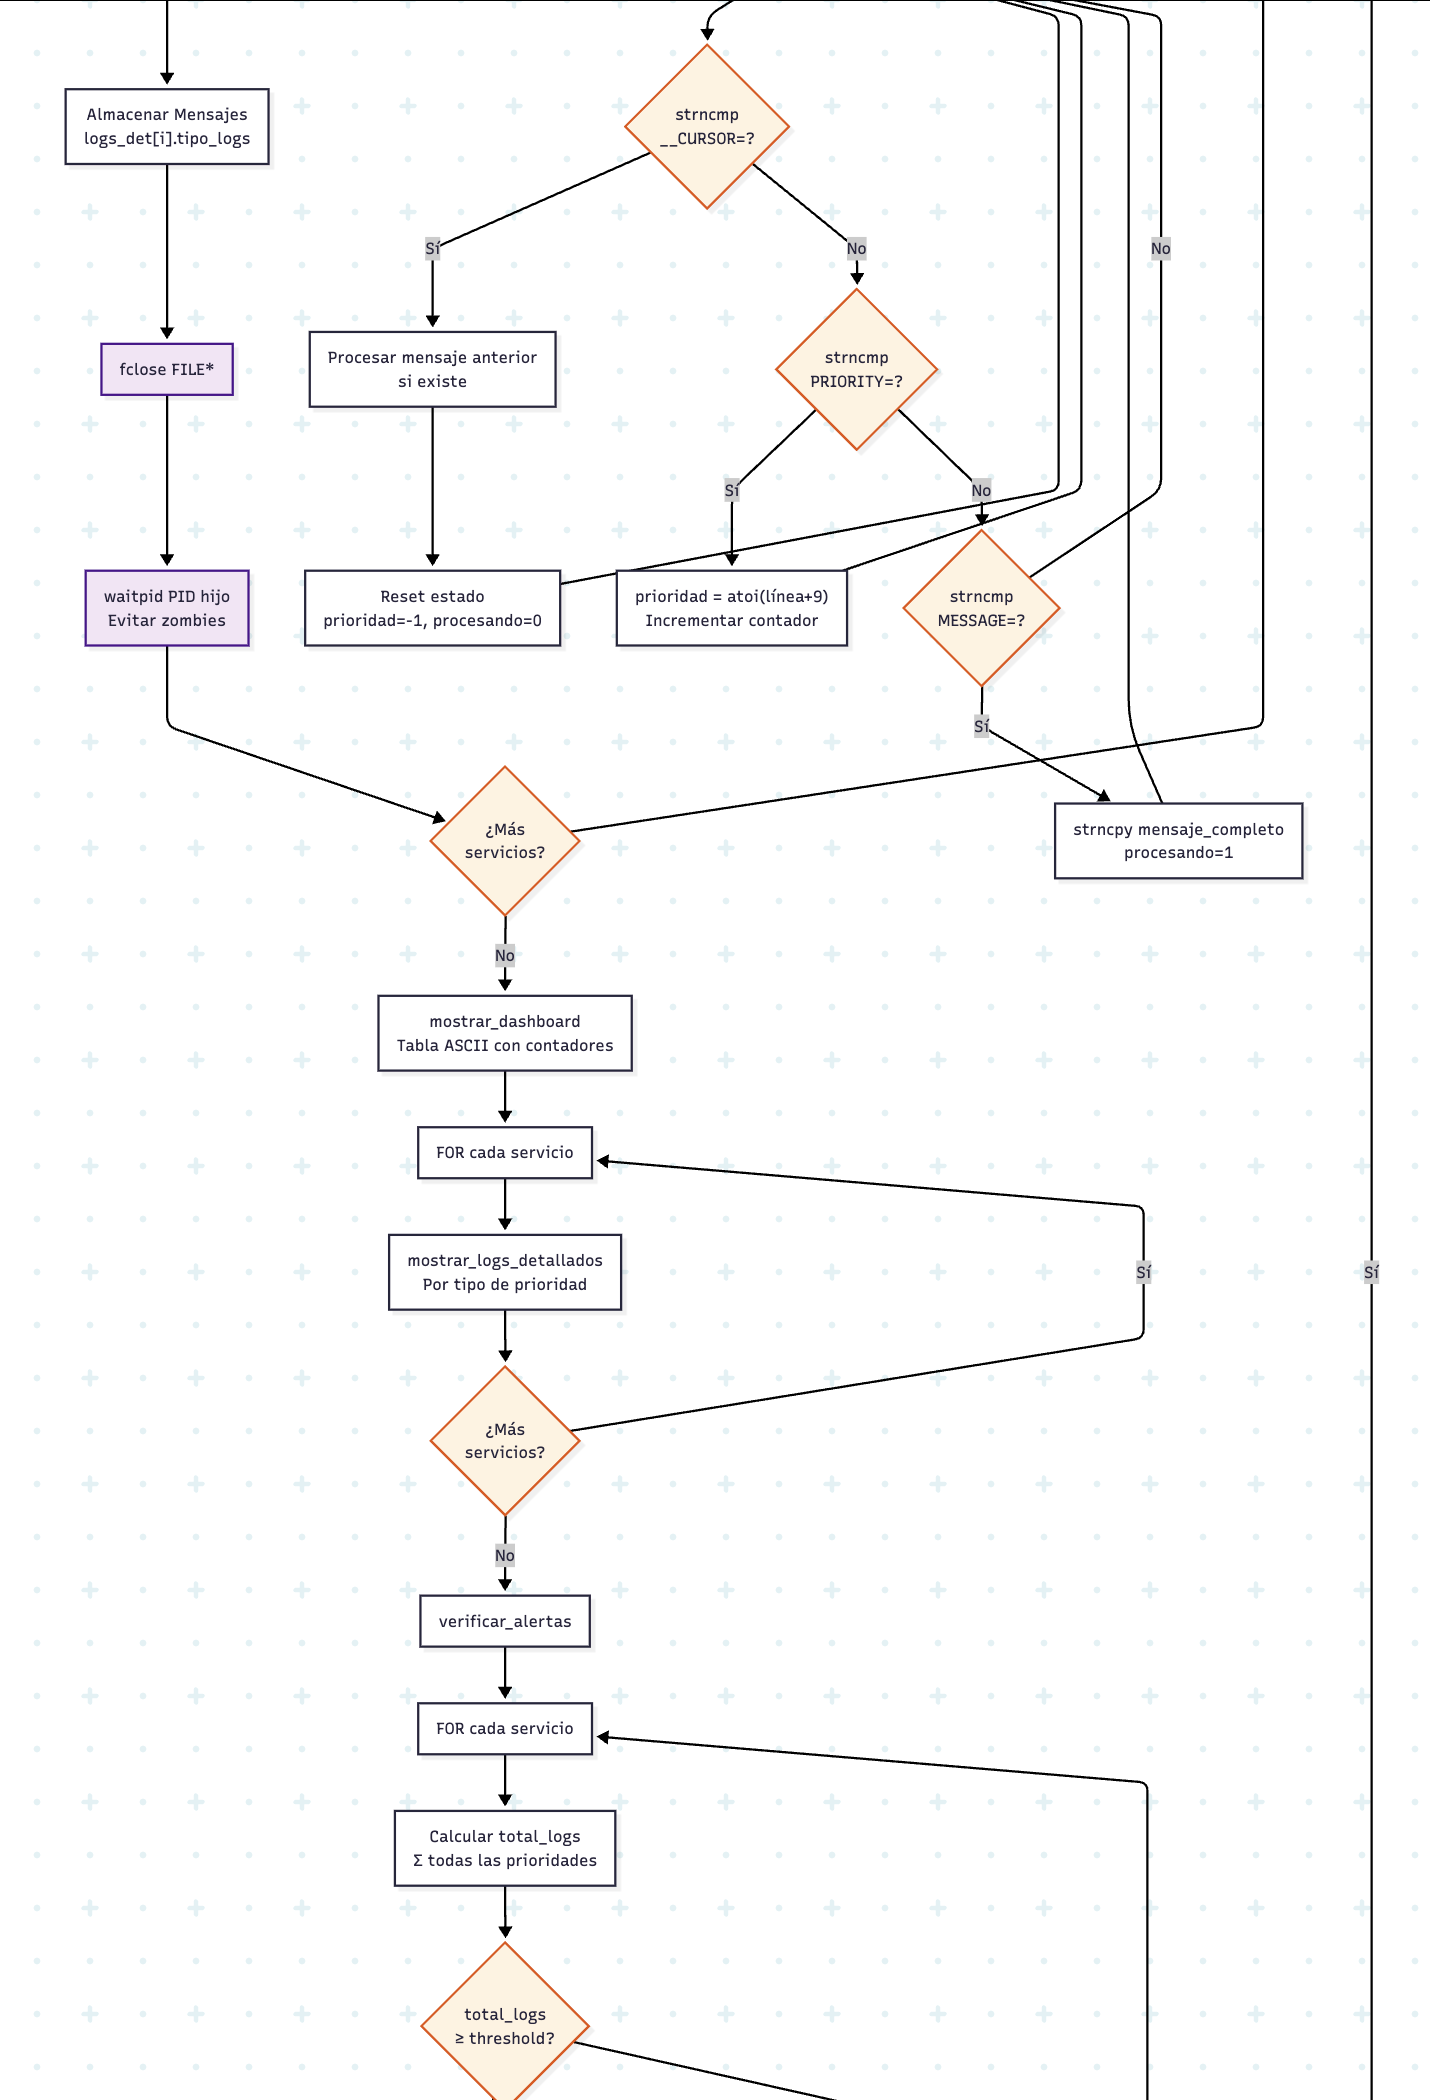 Almacenar Mensajes
logs_det[i].tipo_logs
strncmp
__CURSOR=?
Sí
No
No
Procesar mensaje anterior
si existe
fclose FILE*
strncmp
PRIORITY=?
Sí
No
waitpid PID hijo
Evitar zombies
Reset estado
prioridad=-1, procesando=0
prioridad = atoi(línea+9)
Incrementar contador
strncmp
MESSAGE=?
Sí
¿Más
servicios?
strncpy mensaje_completo
procesando=1
No
mostrar_dashboard
Tabla ASCII con contadores
FOR cada servicio
mostrar_logs_detallados
Por tipo de prioridad
Sí
Sí
¿Más
servicios?
No
verificar_alertas
FOR cada servicio
Calcular total_logs
Σ todas las prioridades
total_logs
≥ threshold?